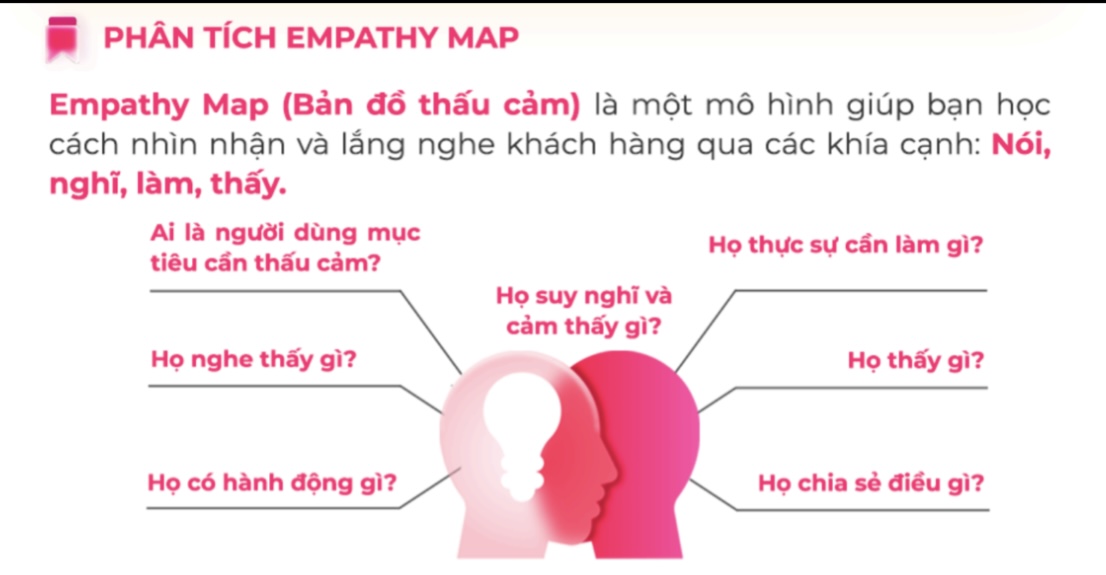 PHÂN TÍCH EMPATHY MAP
Empathy Map (Bản đồ thấu cảm) là một mô hình giúp bạn học
cách nhìn nhận và lắng nghe khách hàng qua các khía cạnh: Nói,
nghĩ, làm, thấy.
Ai là người dùng mục
tiêu cần thấu cảm?
Họ thực sự cần làm gì?
Họ suy nghĩ và
cảm thấy gì?
Họ nghe thấy gì?
Họ thấy gì?
Họ có hành động gì?
Họ chia sẻ điều gì?